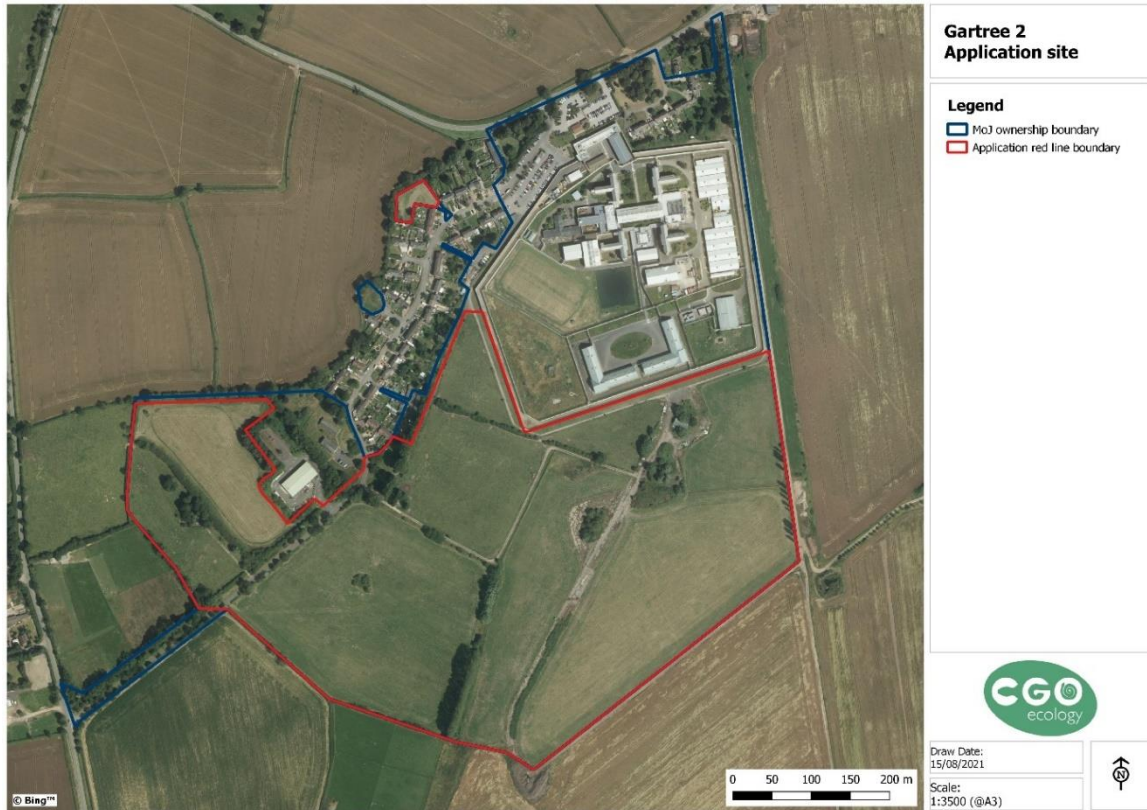 Gartree 2
Application site
Legend
MoJ ownership boundary
Application red line boundary
CGO
ecology
Draw Date:
15/08/2021
Scale:
1:3500 (@A3)
N
0 50 100 150 200 m
© Bing™